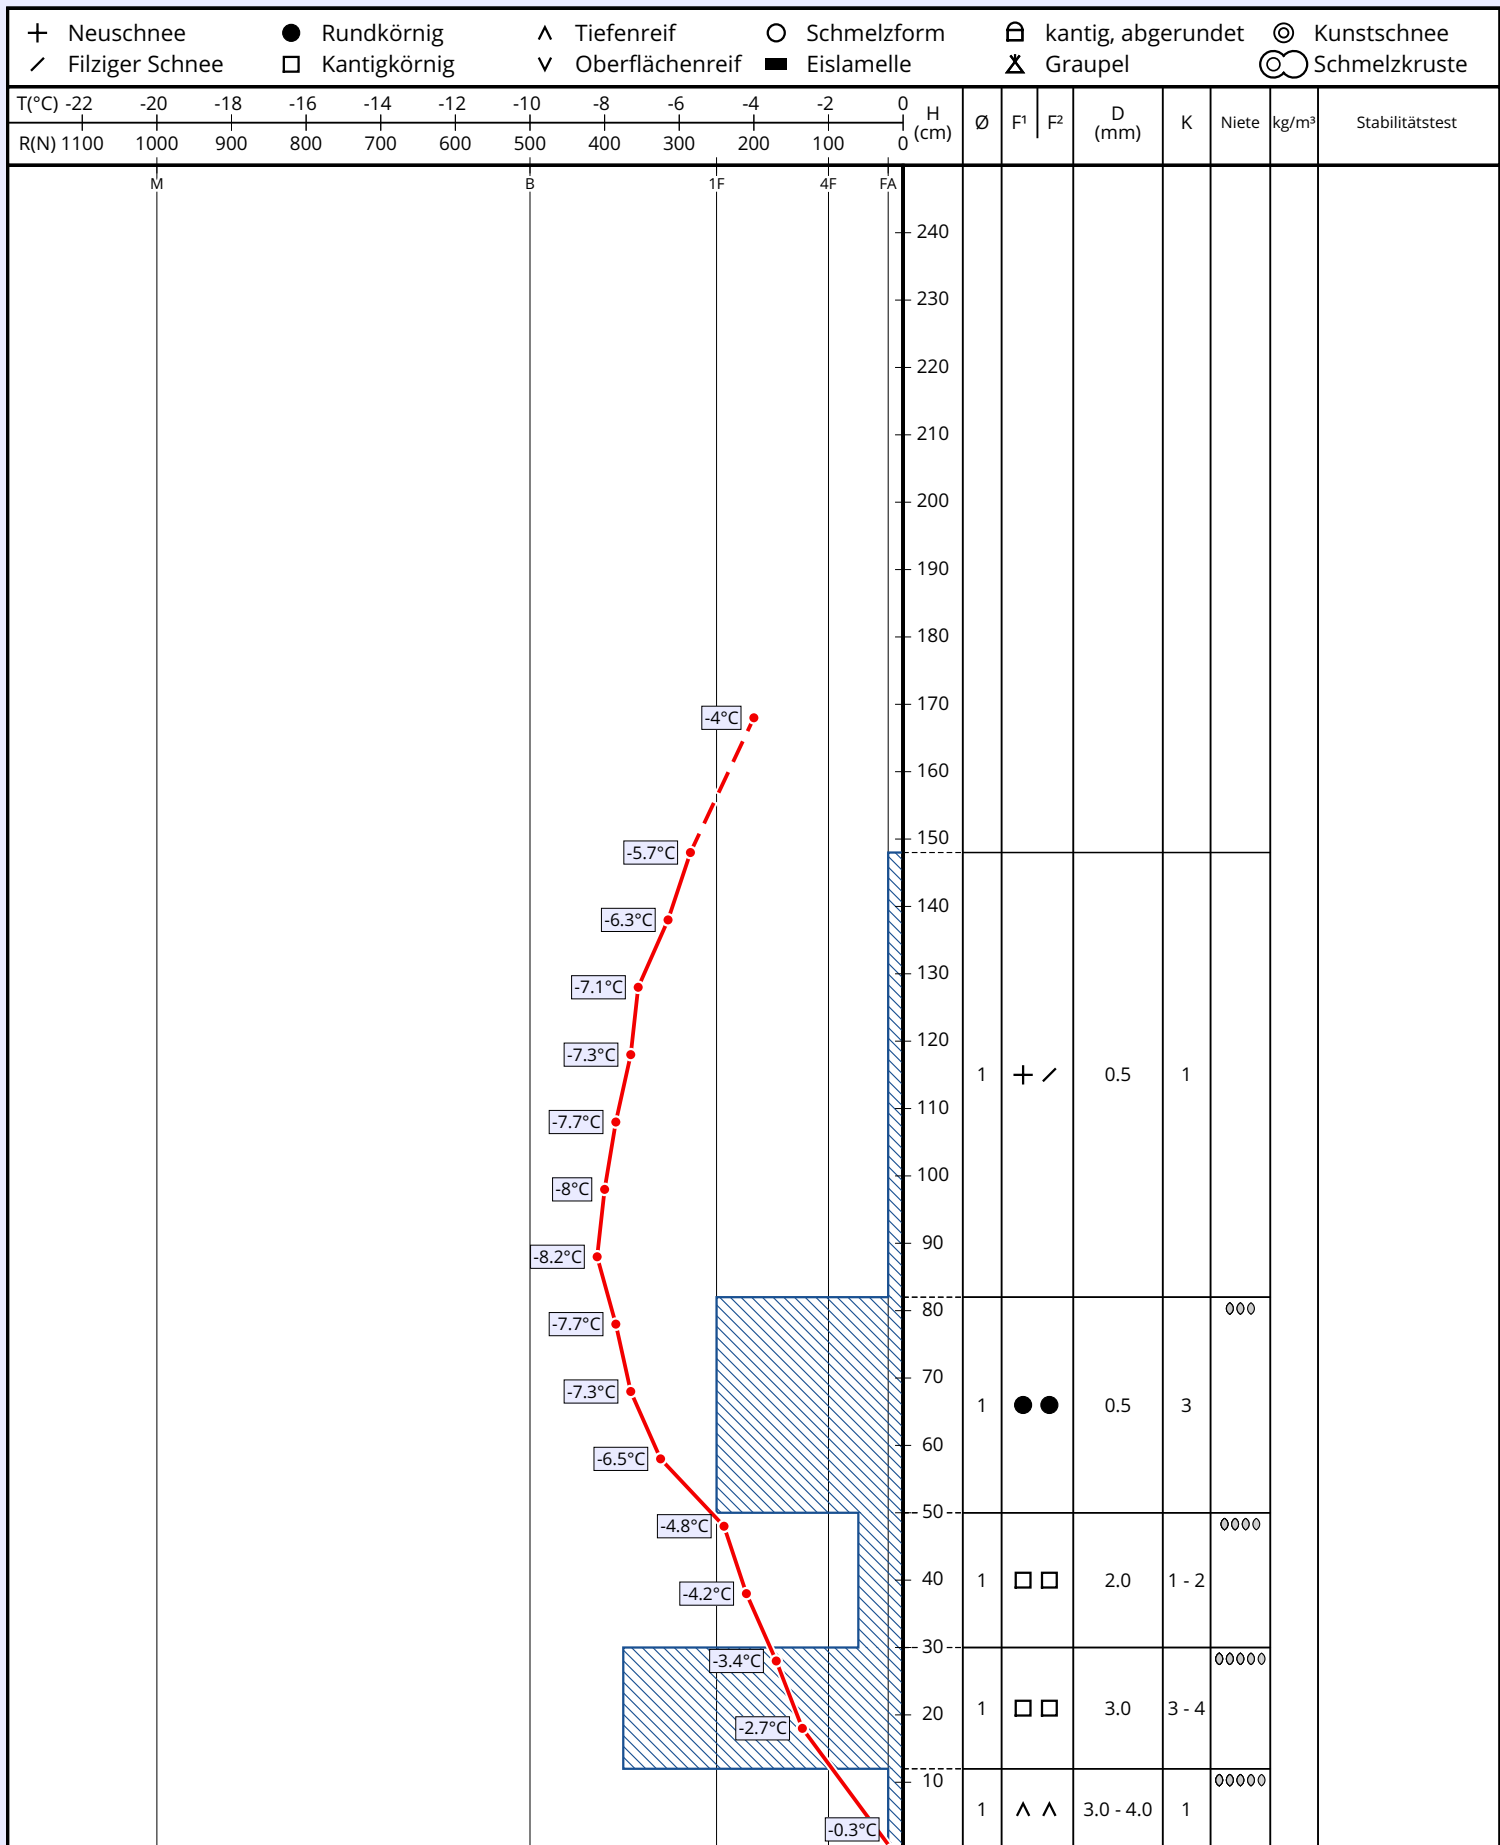 Neuschnee Rundkörnig Tiefenreif Schmelzform kantig, abgerundet Kunstschnee
Filziger Schnee Kantigkörnig Oberflächenreif Eislamelle Graupel Schmelzkruste
T(°C) -22 -20 -18 -16 -14 -12 -10 -8 -6 -4 -2 0
R(N) 1100 1000 900 800 700 600 500 400 300 200 100 0
H (cm) Ø F¹ F² D (mm) K Niete kg/m³ Stabilitätstest
M B 1F 4F FA
240
230
220
210
200
190
180
170
-4°C
160
150
-5.7°C
140
-6.3°C
130
-7.1°C
120
-7.3°C
1 0.5 1
110
-7.7°C
100
-8°C
90
-8.2°C
80
-7.7°C
70
-7.3°C
1 0.5 3
60
-6.5°C
50
-4.8°C
40
1 2.0 1 - 2
-4.2°C
30
-3.4°C
20
1 3.0 3 - 4
-2.7°C
10
1 3.0 - 4.0 1
-0.3°C